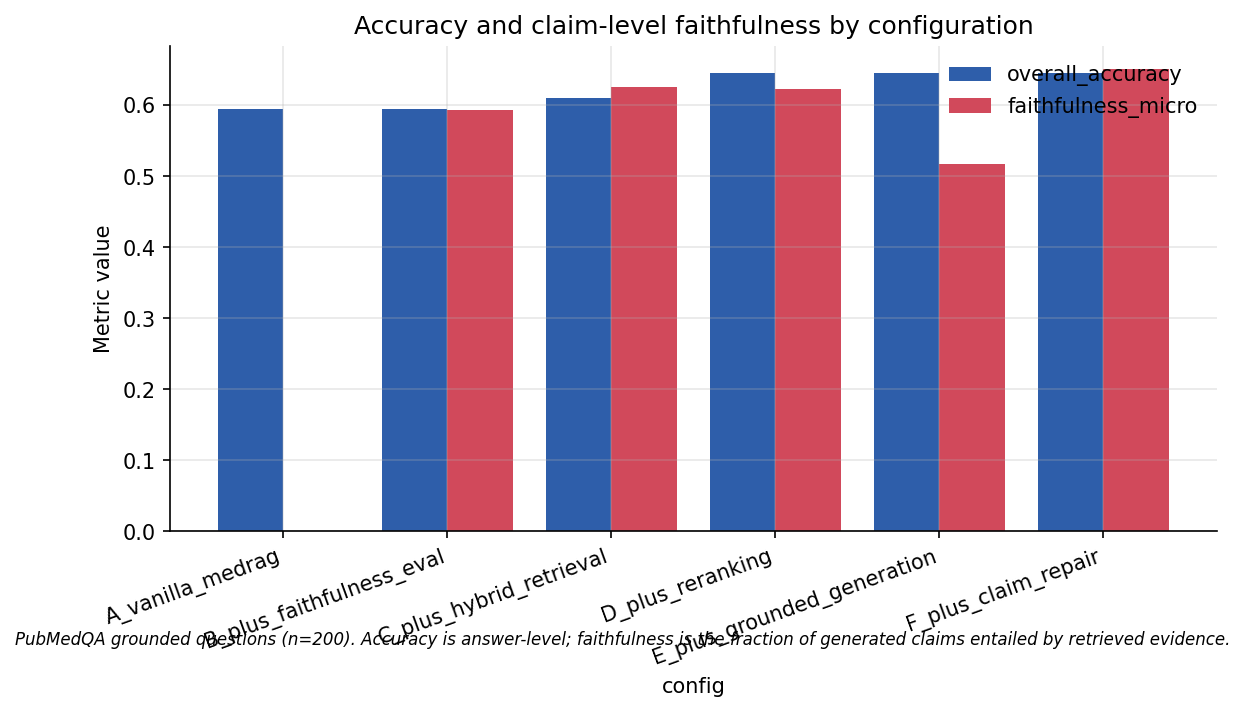 Accuracy and claim-level faithfulness by configuration
overall_accuracy
faithfulness_micro
Metric value
0.6
0.5
0.4
0.3
0.2
0.1
0.0
A_vanilla_medrag
B_plus_faithfulness_eval
C_plus_hybrid_retrieval
D_plus_reranking
E_plus_grounded_generation
F_plus_claim_repair
PubMedQA grounded questions (n=200). Accuracy is answer-level; faithfulness is the fraction of generated claims entailed by retrieved evidence.
config